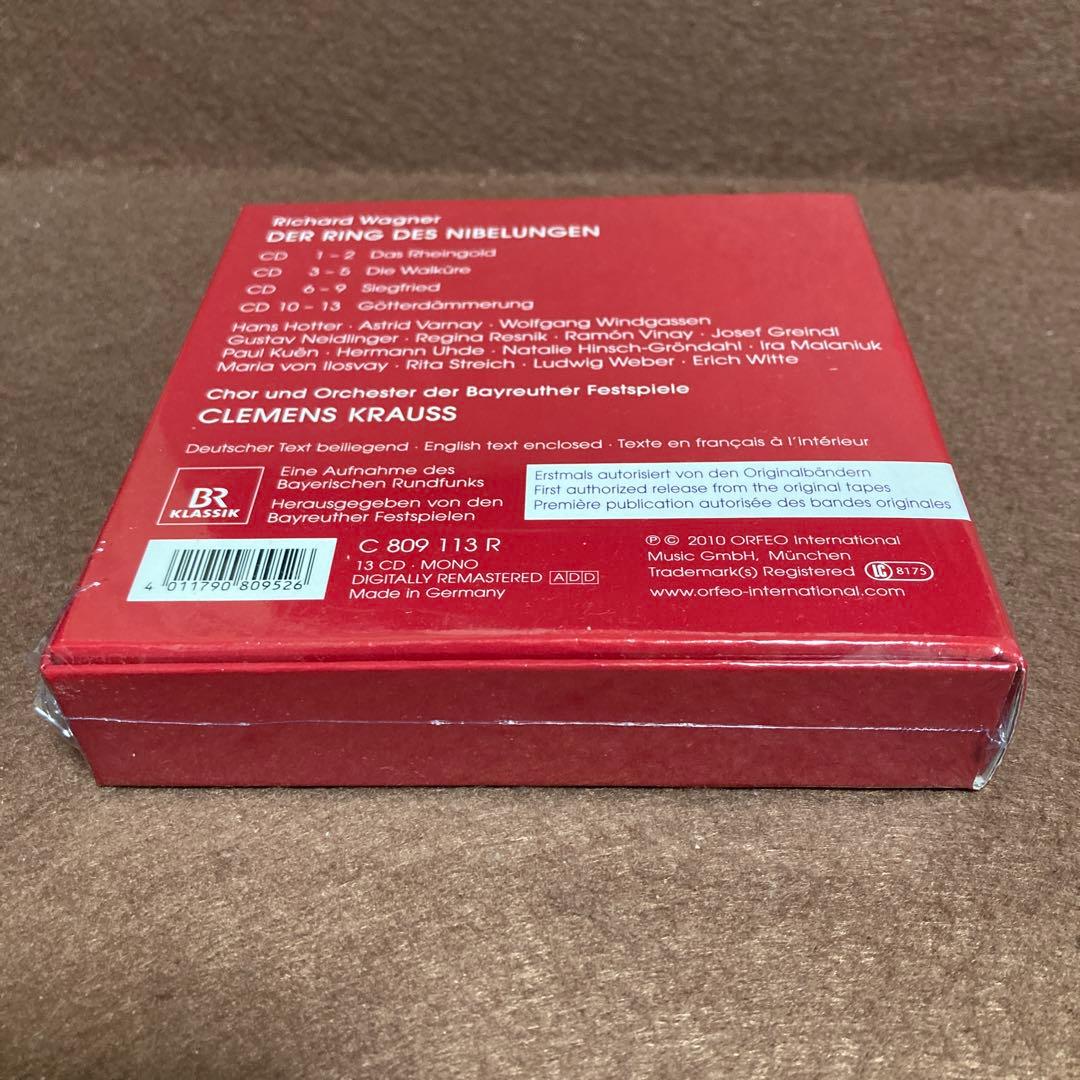 Richard Wagner
DER RING DES NIBELUNGEN
CD 1 – 2 Das Rheingold
CD 3 – 5 Die Walküre
CD 6 – 9 Siegfried
CD 10 – 13 Götterdämmerung
Hans Hotter · Astrid Varnay · Wolfgang Windgassen
Gustav Neidlinger · Regina Resnik · Ramón Vinay · Josef Greindl
Paul Kuën · Hermann Uhde · Natalie Hinsch-Gröndahl · Ira Malaniuk
Maria von Ilosvay · Rita Streich · Ludwig Weber · Erich Witte
Chor und Orchester der Bayreuther Festspiele
CLEMENS KRAUSS
Deutscher Text beiliegend · English text enclosed · Texte en français à l'intérieur
BR
KLASSIK
Eine Aufnahme des
Bayerischen Rundfunks
Herausgegeben von den
Bayreuther Festspielen
Erstmals autorisiert von den Originalbändern
First authorized release from the original tapes
Première publication autorisée des bandes originales
4 011790 809526
C 809 113 R
13 CD · MONO
DIGITALLY REMASTERED ADD
Made in Germany
℗ © 2010 ORFEO International
Music GmbH, München
Trademark(s) Registered LC 8175
www.orfeo-international.com